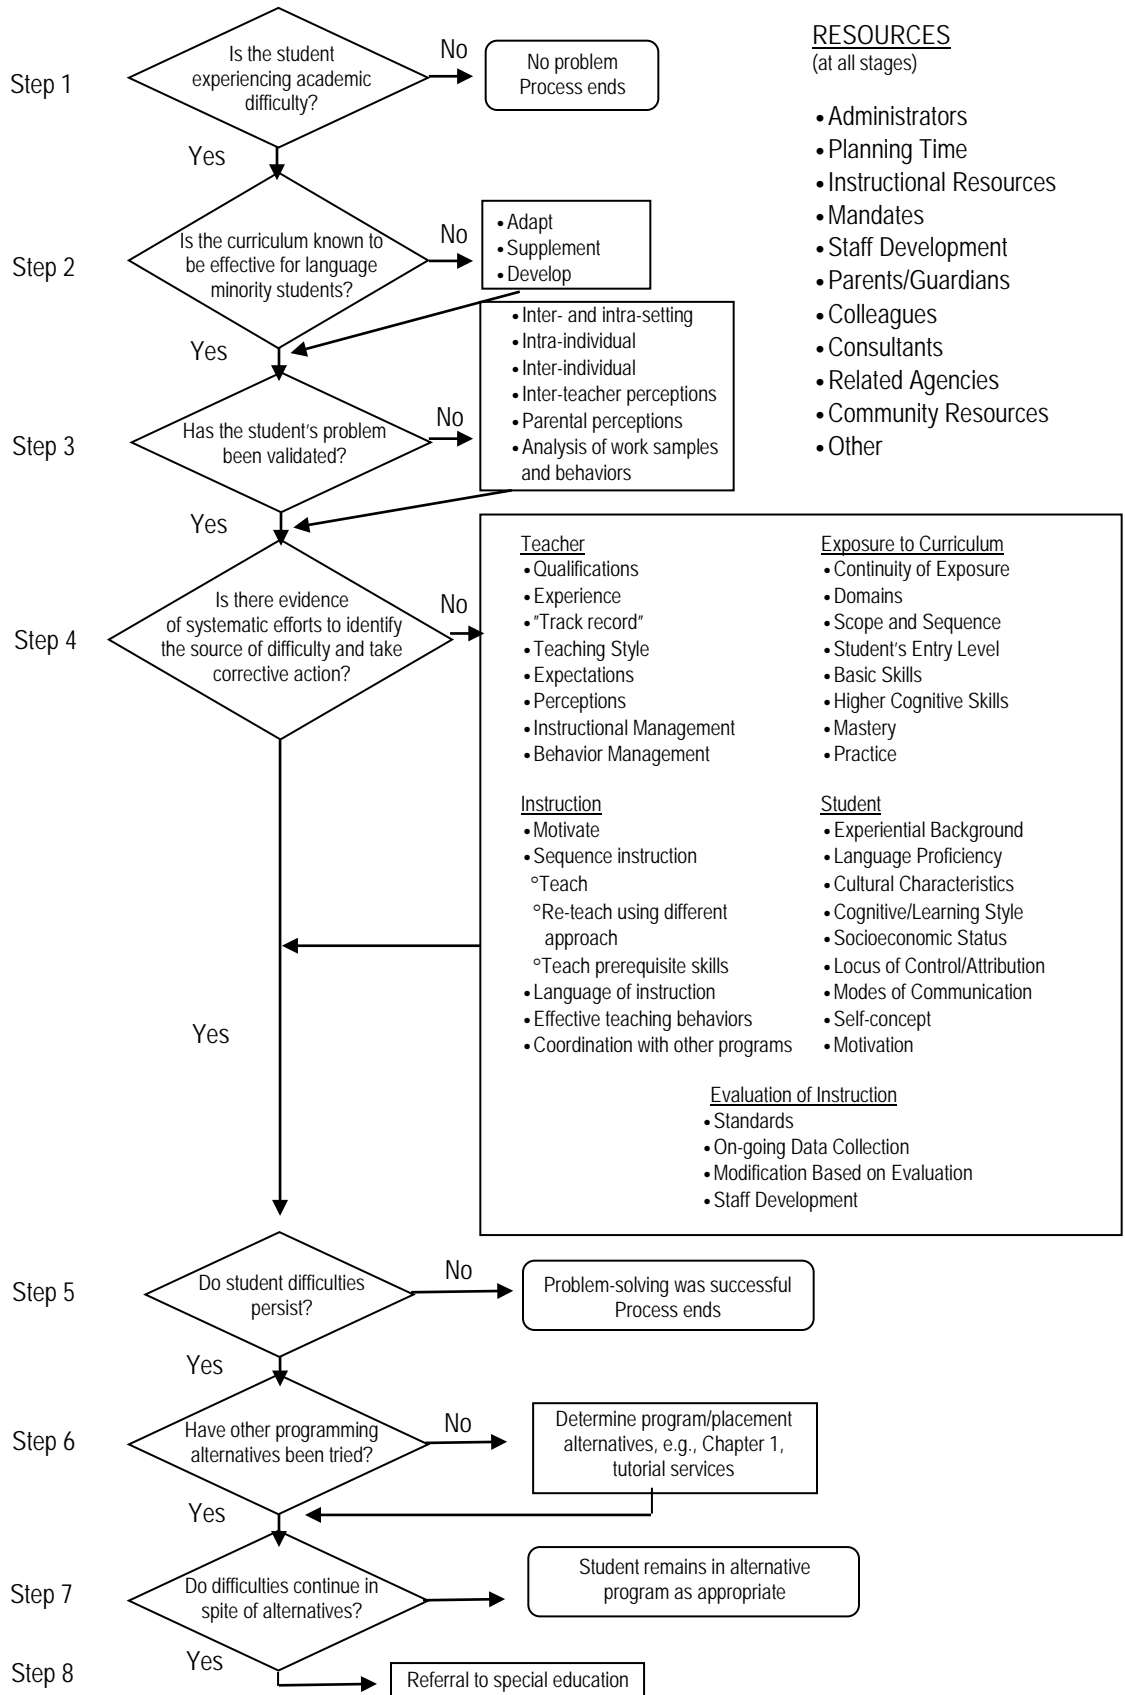 Step 1
Is the student
experiencing academic
difficulty?
No
No problem
Process ends
Yes
RESOURCES
(at all stages)
• Administrators
• Planning Time
• Instructional Resources
• Mandates
• Staff Development
• Parents/Guardians
• Colleagues
• Consultants
• Related Agencies
• Community Resources
• Other
Step 2
Is the curriculum known to
be effective for language
minority students?
No
• Adapt
• Supplement
• Develop
Yes
Step 3
Has the student's problem
been validated?
No
• Inter- and intra-setting
• Intra-individual
• Inter-individual
• Inter-teacher perceptions
• Parental perceptions
• Analysis of work samples
and behaviors
Yes
Step 4
Is there evidence
of systematic efforts to identify
the source of difficulty and take
corrective action?
No
Teacher
• Qualifications
• Experience
• "Track record"
• Teaching Style
• Expectations
• Perceptions
• Instructional Management
• Behavior Management
Exposure to Curriculum
• Continuity of Exposure
• Domains
• Scope and Sequence
• Student's Entry Level
• Basic Skills
• Higher Cognitive Skills
• Mastery
• Practice
Instruction
• Motivate
• Sequence instruction
°Teach
°Re-teach using different
approach
°Teach prerequisite skills
• Language of instruction
• Effective teaching behaviors
• Coordination with other programs
Student
• Experiential Background
• Language Proficiency
• Cultural Characteristics
• Cognitive/Learning Style
• Socioeconomic Status
• Locus of Control/Attribution
• Modes of Communication
• Self-concept
• Motivation
Evaluation of Instruction
• Standards
• On-going Data Collection
• Modification Based on Evaluation
• Staff Development
Yes
Step 5
Do student difficulties
persist?
No
Problem-solving was successful
Process ends
Yes
Step 6
Have other programming
alternatives been tried?
No
Determine program/placement
alternatives, e.g., Chapter 1,
tutorial services
Yes
Step 7
Do difficulties continue in
spite of alternatives?
Student remains in alternative
program as appropriate
Yes
Step 8
Referral to special education